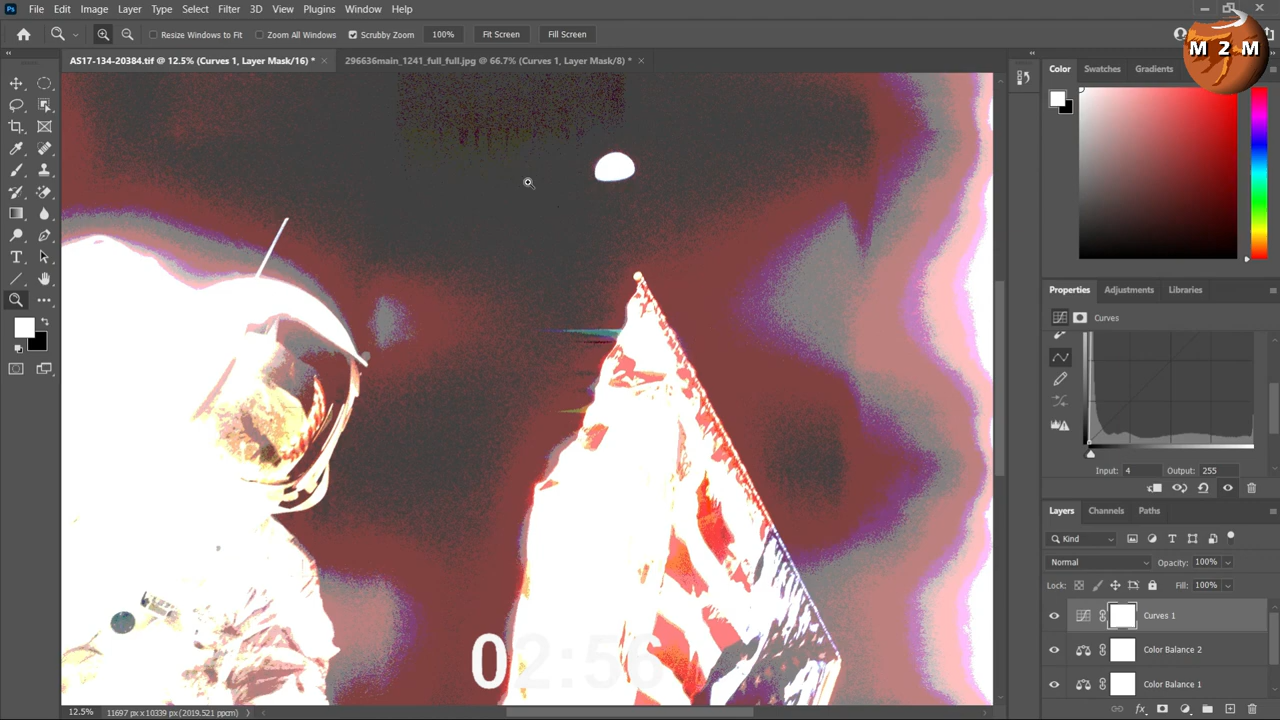 File Edit Image Layer Type Select Filter 3D View Plugins Window Help
Resize Windows to Fit Zoom All Windows Scrubby Zoom 100% Fit Screen Fill Screen
M2M
AS17-134-20384.tif @ 12.5% (Curves 1, Layer Mask/16) * × 296636main_1241_full_full.jpg @ 66.7% (Curves 1, Layer Mask/8) * ×
Color Swatches Gradients
Properties Adjustments Libraries
Curves
Input: 4 Output: 255
Layers Channels Paths
Kind
Normal Opacity: 100%
Lock: Fill: 100%
Curves 1
Color Balance 2
Color Balance 1
02:56
12.5% 11697 px x 10339 px (2019.521 ppcm)